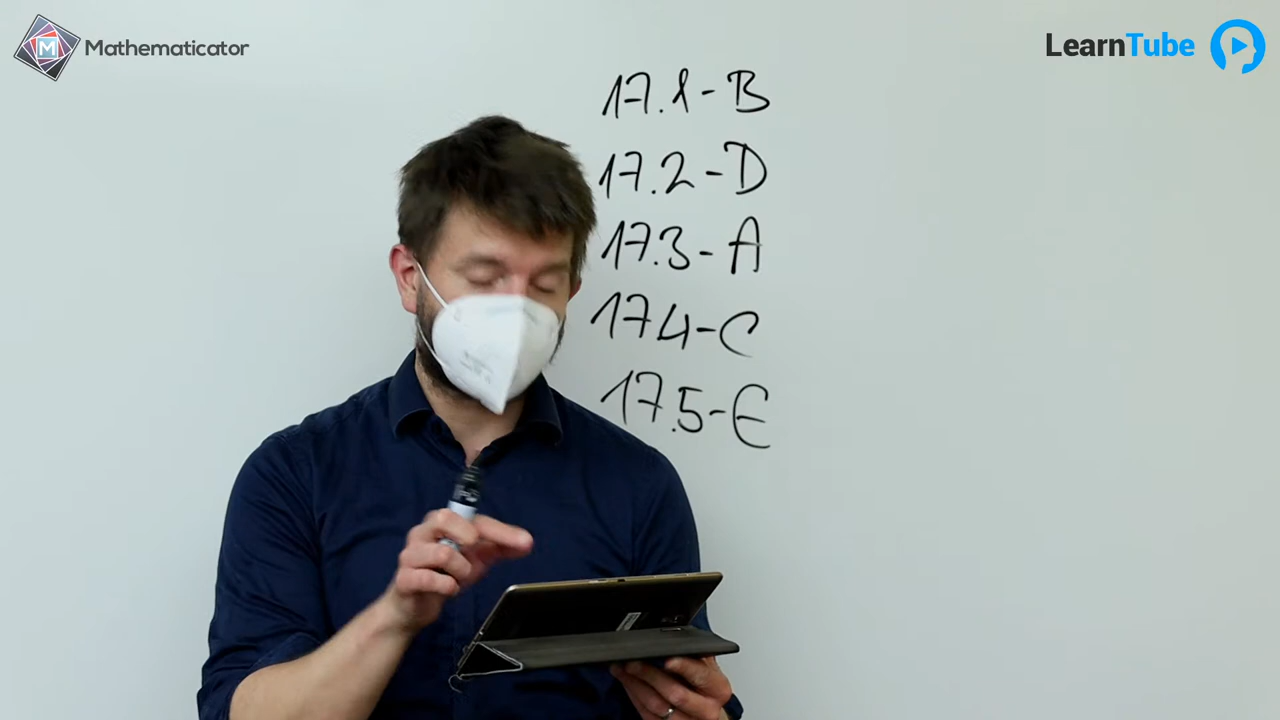 Mathematicator
LearnTube
17.1-B
17.2-D
17.3-A
17.4-C
17.5-E